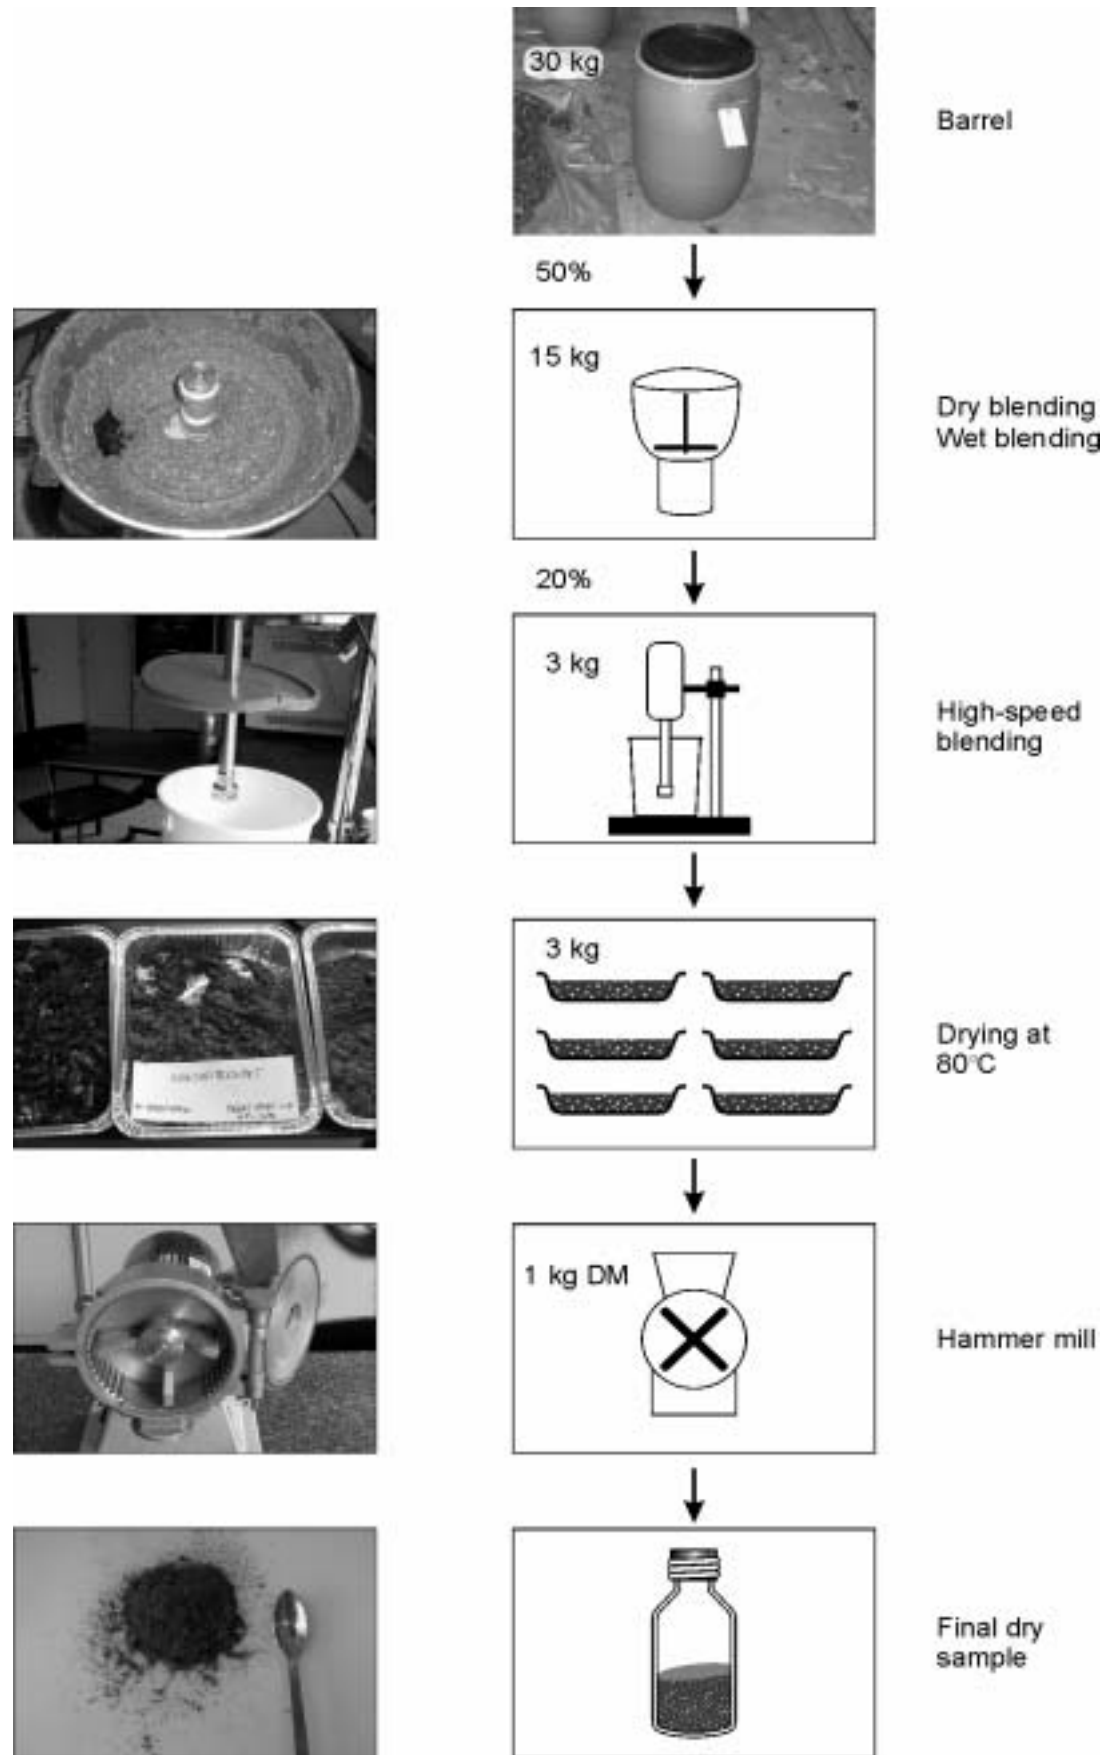 30 kg
Barrel
50%
15 kg
Dry blending
Wet blending
20%
3 kg
High-speed
blending
3 kg
Drying at
80°C
1 kg DM
Hammer mill
Final dry
sample